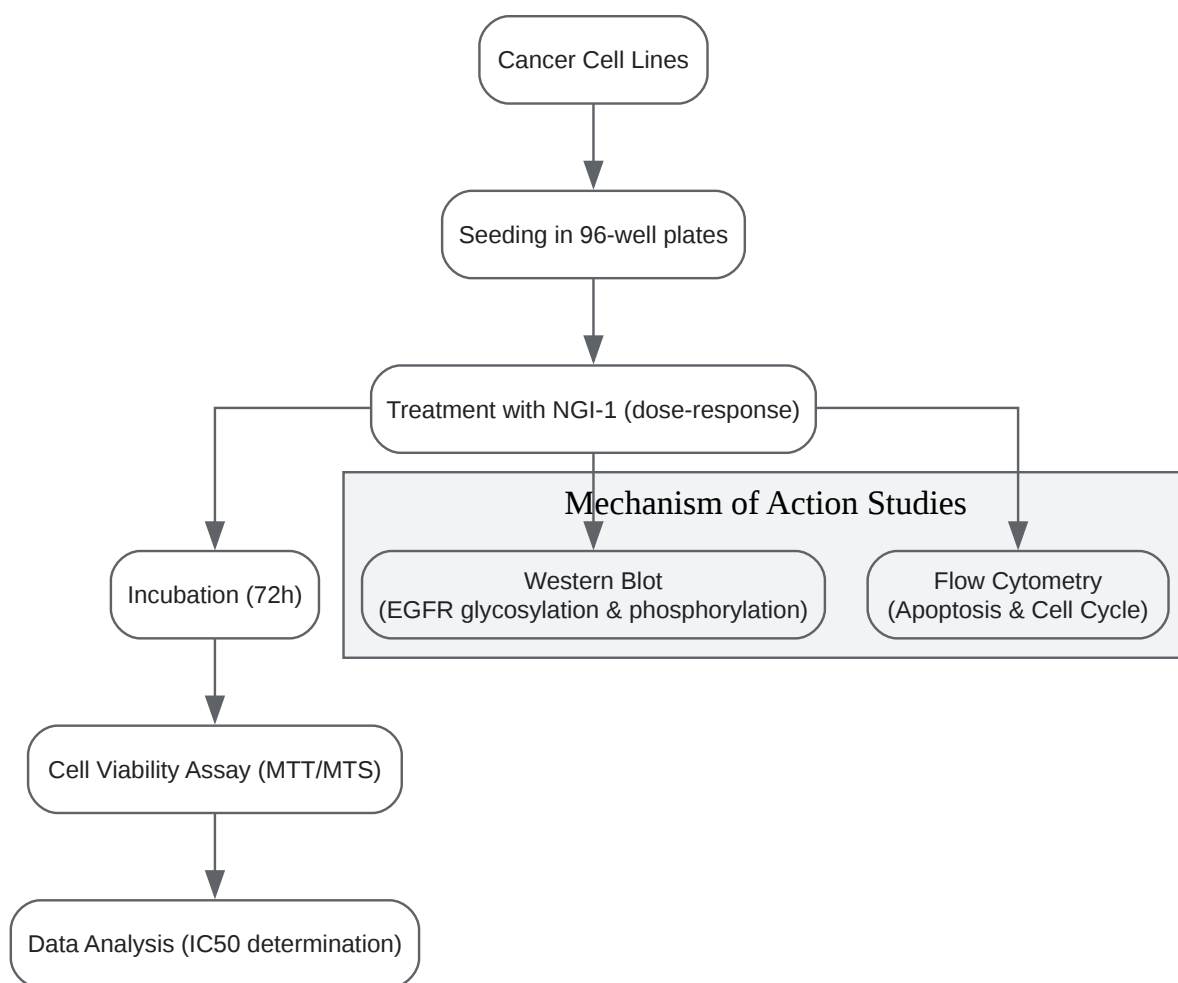 Cancer Cell Lines
Seeding in 96-well plates
Treatment with NGI-1 (dose-response)
Mechanism of Action Studies
Incubation (72h)
Western Blot
(EGFR glycosylation & phosphorylation)
Flow Cytometry
(Apoptosis & Cell Cycle)
Cell Viability Assay (MTT/MTS)
Data Analysis (IC50 determination)